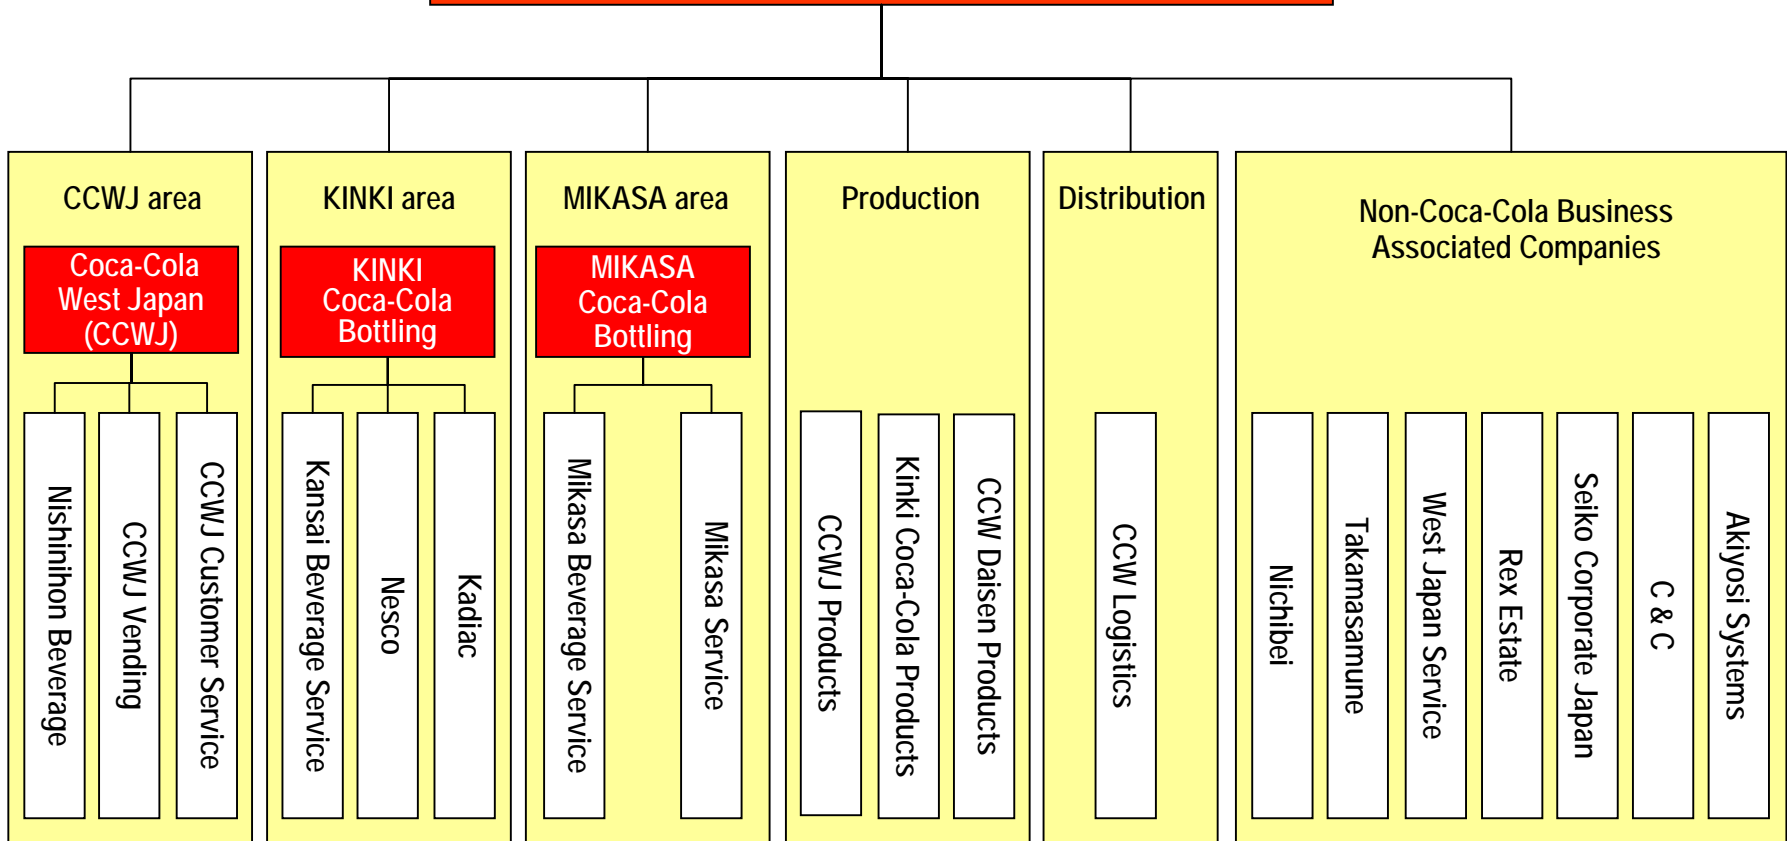 CCWJ area
Coca-Cola
West Japan
(CCWJ)
Nishinihon Beverage
CCWJ Vending
CCWJ Customer Service
KINKI area
KINKI
Coca-Cola
Bottling
Kansai Beverage Service
Nesco
Kadiac
MIKASA area
MIKASA
Coca-Cola
Bottling
Mikasa Beverage Service
Mikasa Service
Production
CCWJ Products
Kinki Coca-Cola Products
CCW Daisen Products
Distribution
CCW Logistics
Non-Coca-Cola Business
Associated Companies
Nichibei
Takamasamune
West Japan Service
Rex Estate
Seiko Corporate Japan
C & C
Akiyosi Systems